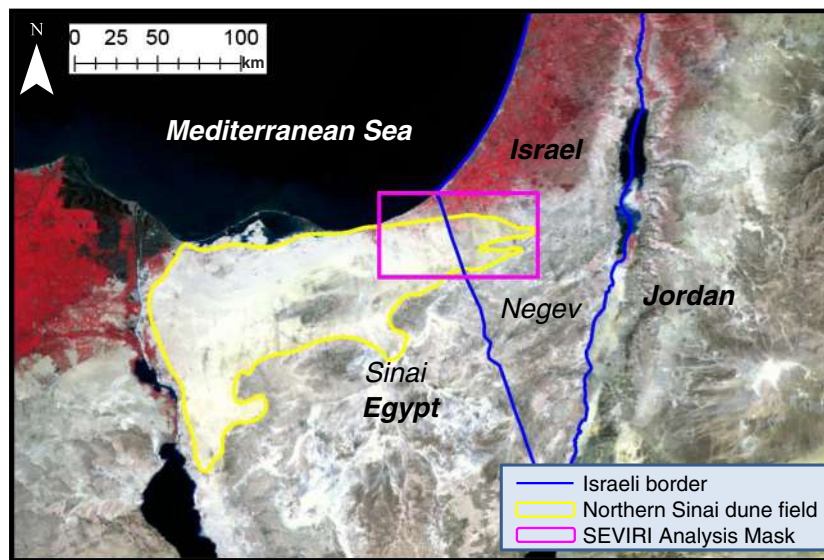 0 25 50 100
km
N
Mediterranean Sea
Israel
Negev
Jordan
Sinai
Egypt
Israeli border
Northern Sinai dune field
SEVIRI Analysis Mask